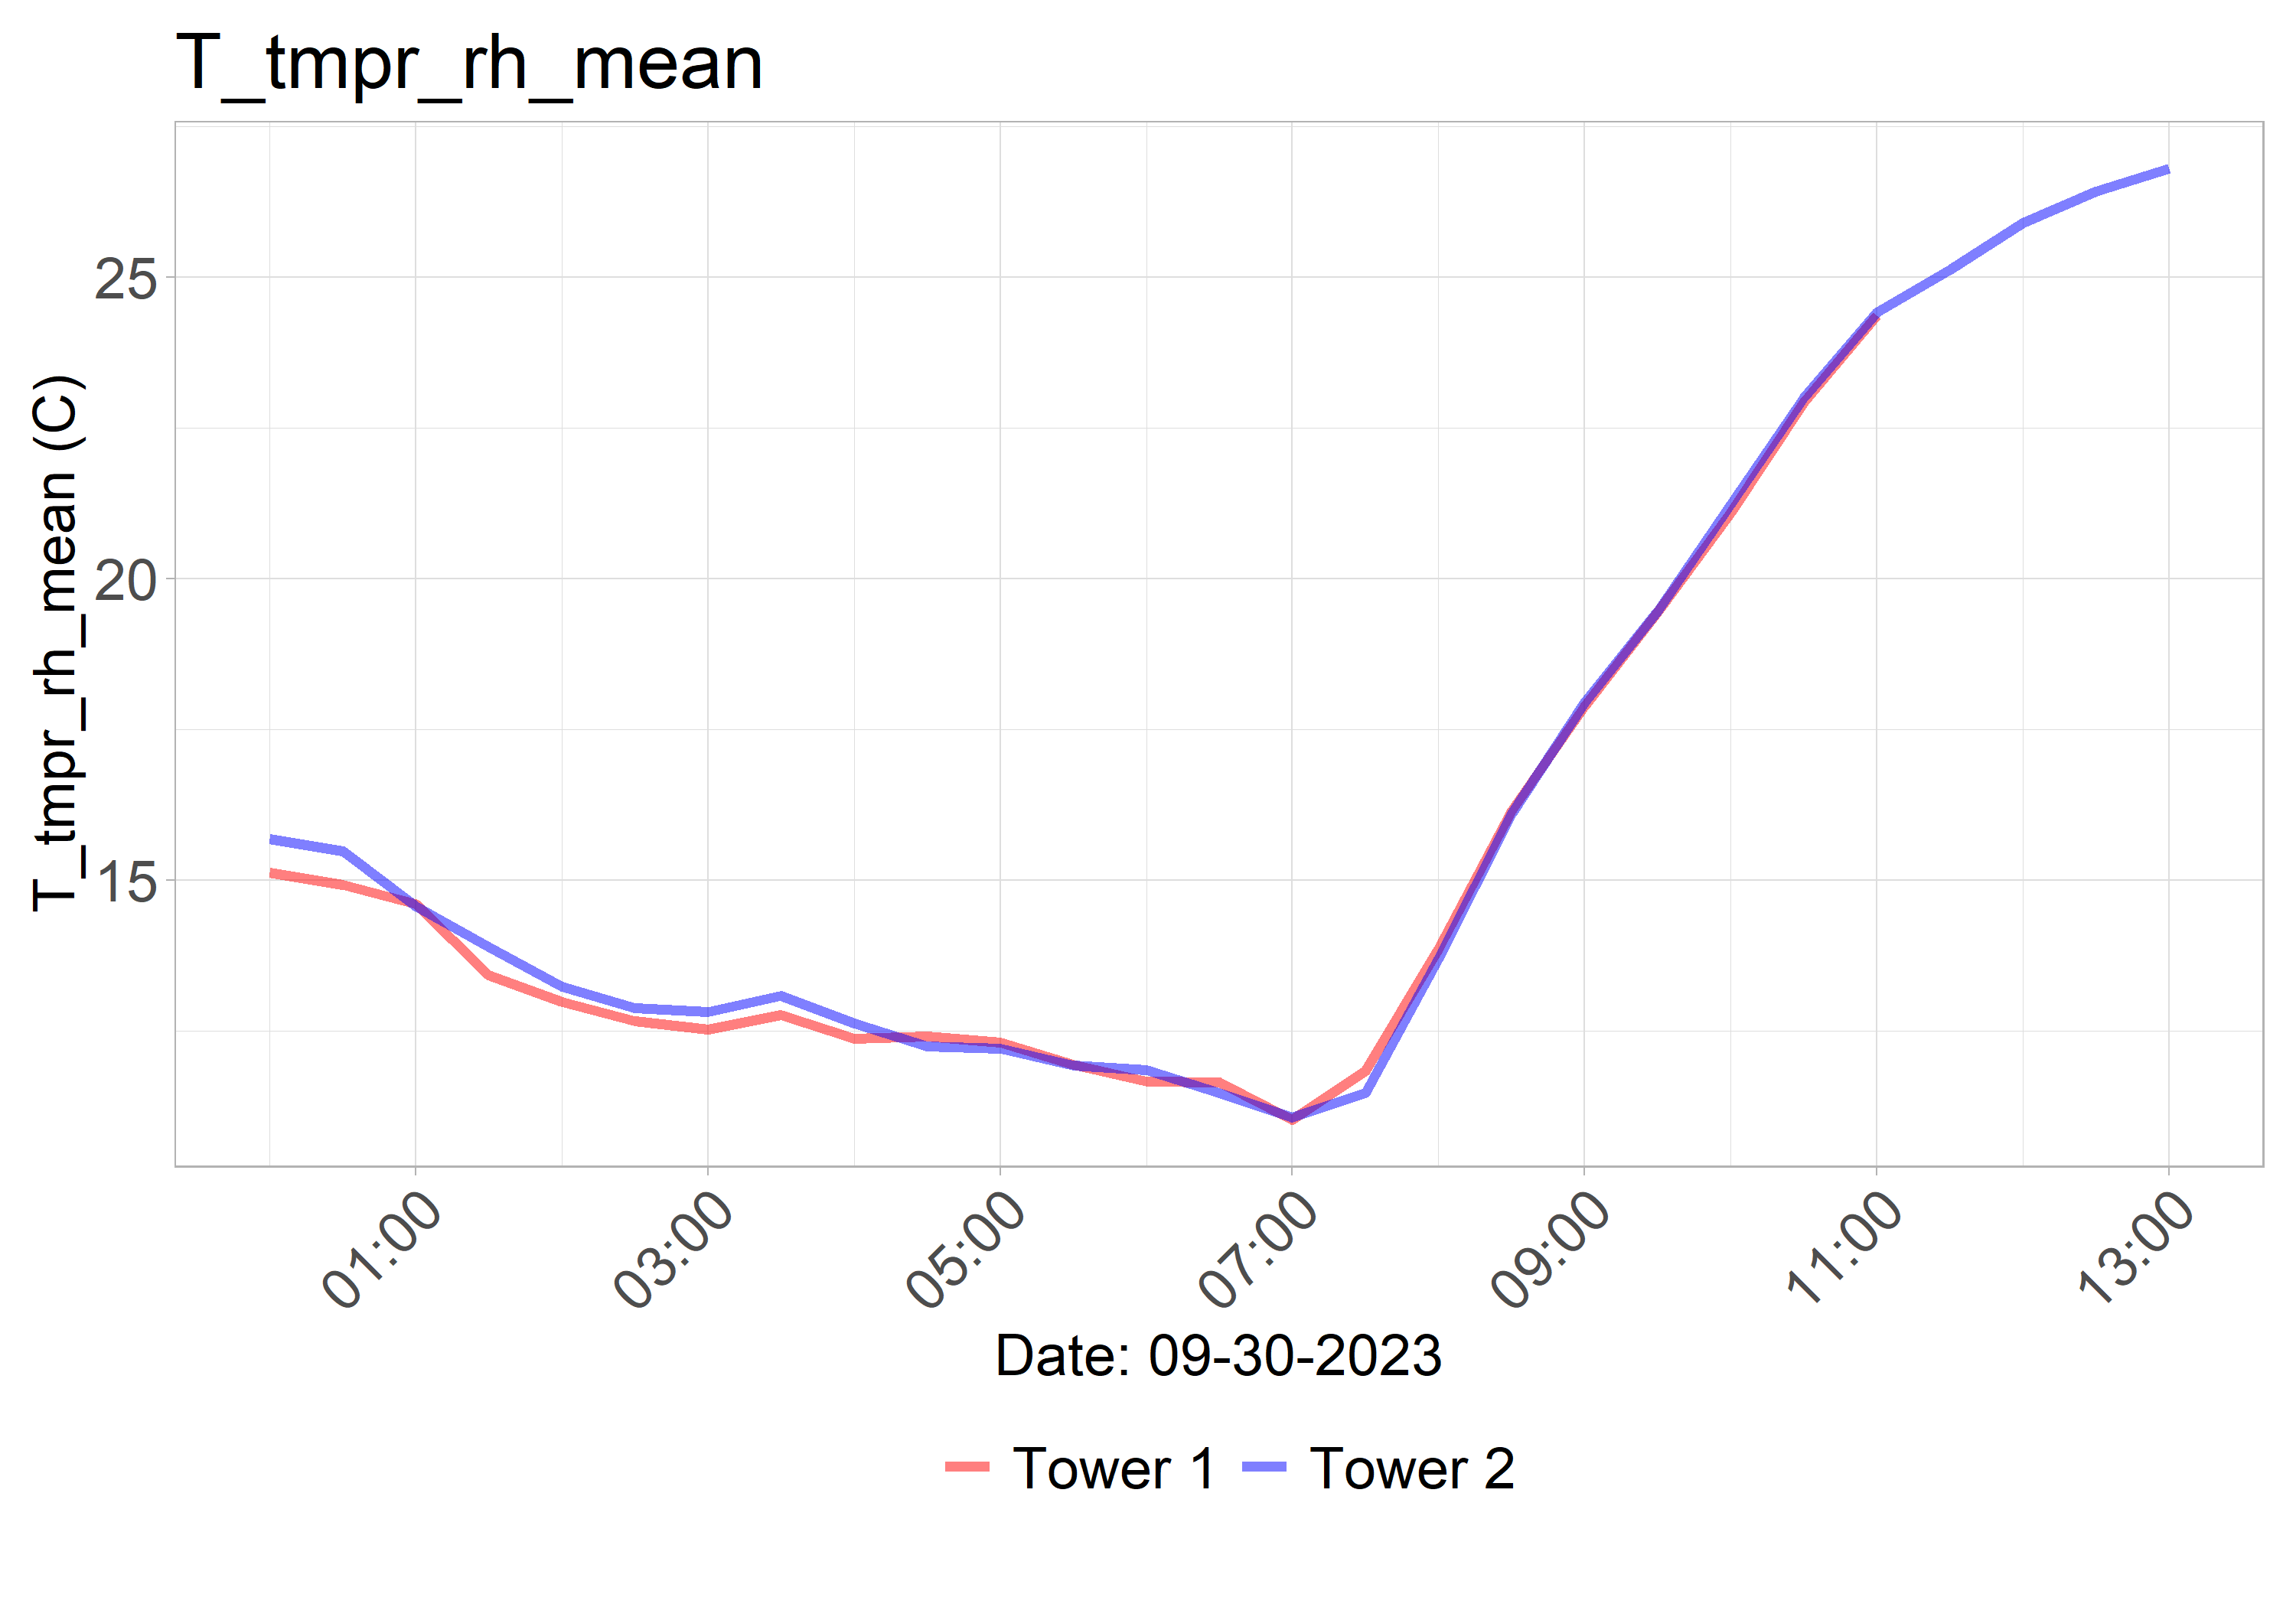 T_tmpr_rh_mean
T_tmpr_rh_mean (C)
25
20
15
01:00
03:00
05:00
07:00
09:00
11:00
13:00
Date: 09-30-2023
Tower 1
Tower 2